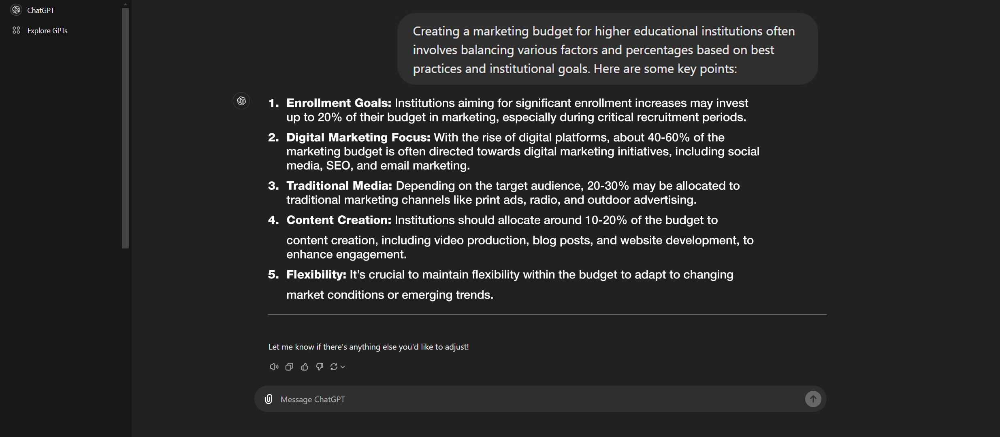 ChatGPT
Explore GPTs
Creating a marketing budget for higher educational institutions often
involves balancing various factors and percentages based on best
practices and institutional goals. Here are some key points:
1. Enrollment Goals: Institutions aiming for significant enrollment increases may invest
up to 20% of their budget in marketing, especially during critical recruitment periods.
2. Digital Marketing Focus: With the rise of digital platforms, about 40-60% of the
marketing budget is often directed towards digital marketing initiatives, including social
media, SEO, and email marketing.
3. Traditional Media: Depending on the target audience, 20-30% may be allocated to
traditional marketing channels like print ads, radio, and outdoor advertising.
4. Content Creation: Institutions should allocate around 10-20% of the budget to
content creation, including video production, blog posts, and website development, to
enhance engagement.
5. Flexibility: It’s crucial to maintain flexibility within the budget to adapt to changing
market conditions or emerging trends.
Let me know if there's anything else you'd like to adjust!
Message ChatGPT